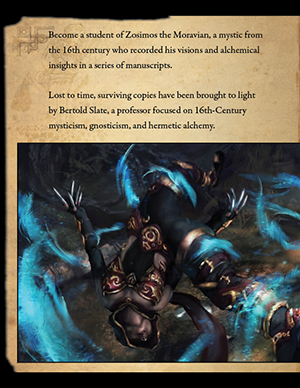 Become a student of Zosimos the Moravian, a mystic from
the 16th century who recorded his visions and alchemical
insights in a series of manuscripts.
Lost to time, surviving copies have been brought to light
by Bertold Slate, a professor focused on 16th-Century
mysticism, gnosticism, and hermetic alchemy.